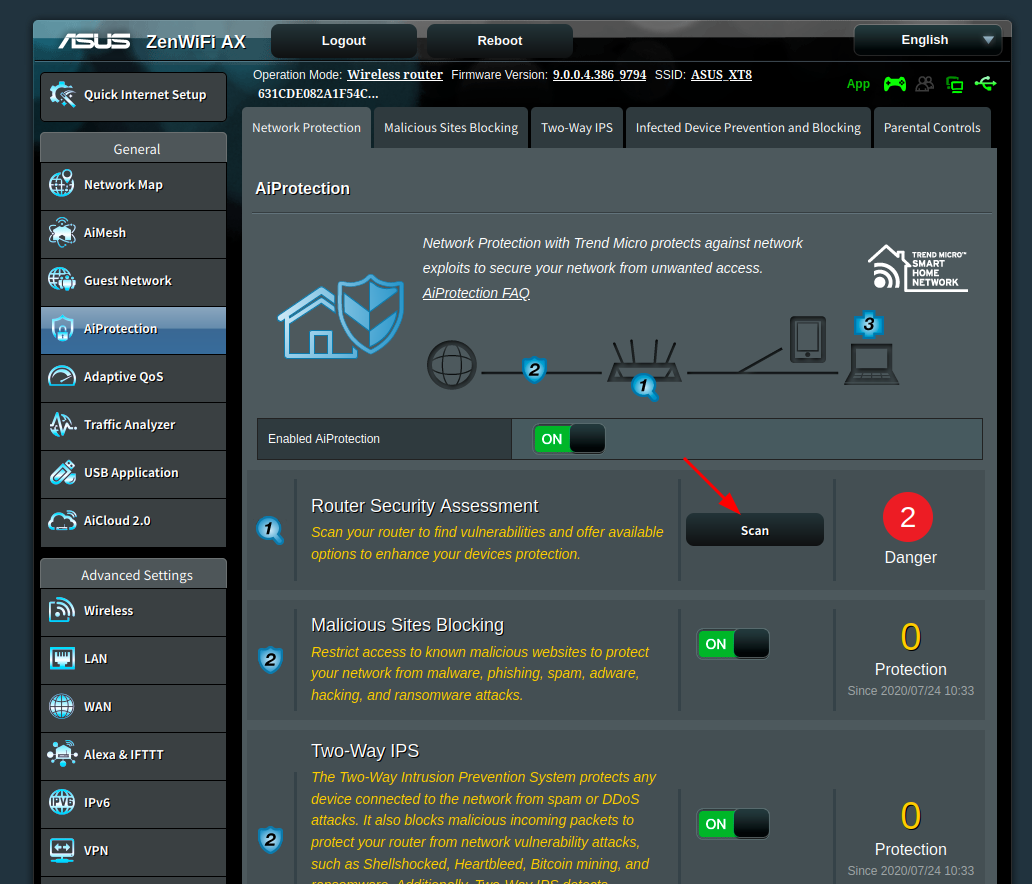 ASUS ZenWiFi AX Logout Reboot English
Quick Internet Setup
Operation Mode: Wireless router Firmware Version: 9.0.0.4.386_9794 SSID: ASUS_XT8
631CDE082A1F54C...
App
General
Network Map
AiMesh
Guest Network
AiProtection
Adaptive QoS
Traffic Analyzer
USB Application
AiCloud 2.0
Advanced Settings
Wireless
LAN
WAN
Alexa & IFTTT
IPv6
VPN
Network Protection Malicious Sites Blocking Two-Way IPS Infected Device Prevention and Blocking Parental Controls
AiProtection
Network Protection with Trend Micro protects against network
exploits to secure your network from unwanted access.
AiProtection FAQ
TREND MICRO™
SMART
HOME
NETWORK
2
1
3
Enabled AiProtection ON
1
Router Security Assessment
Scan your router to find vulnerabilities and offer available
options to enhance your devices protection.
Scan
2
Danger
2
Malicious Sites Blocking
Restrict access to known malicious websites to protect
your network from malware, phishing, spam, adware,
hacking, and ransomware attacks.
ON
0
Protection
Since 2020/07/24 10:33
2
Two-Way IPS
The Two-Way Intrusion Prevention System protects any
device connected to the network from spam or DDoS
attacks. It also blocks malicious incoming packets to
protect your router from network vulnerability attacks,
such as Shellshocked, Heartbleed, Bitcoin mining, and
ransomware. Additionally, Two-Way IPS detects
ON
0
Protection
Since 2020/07/24 10:33